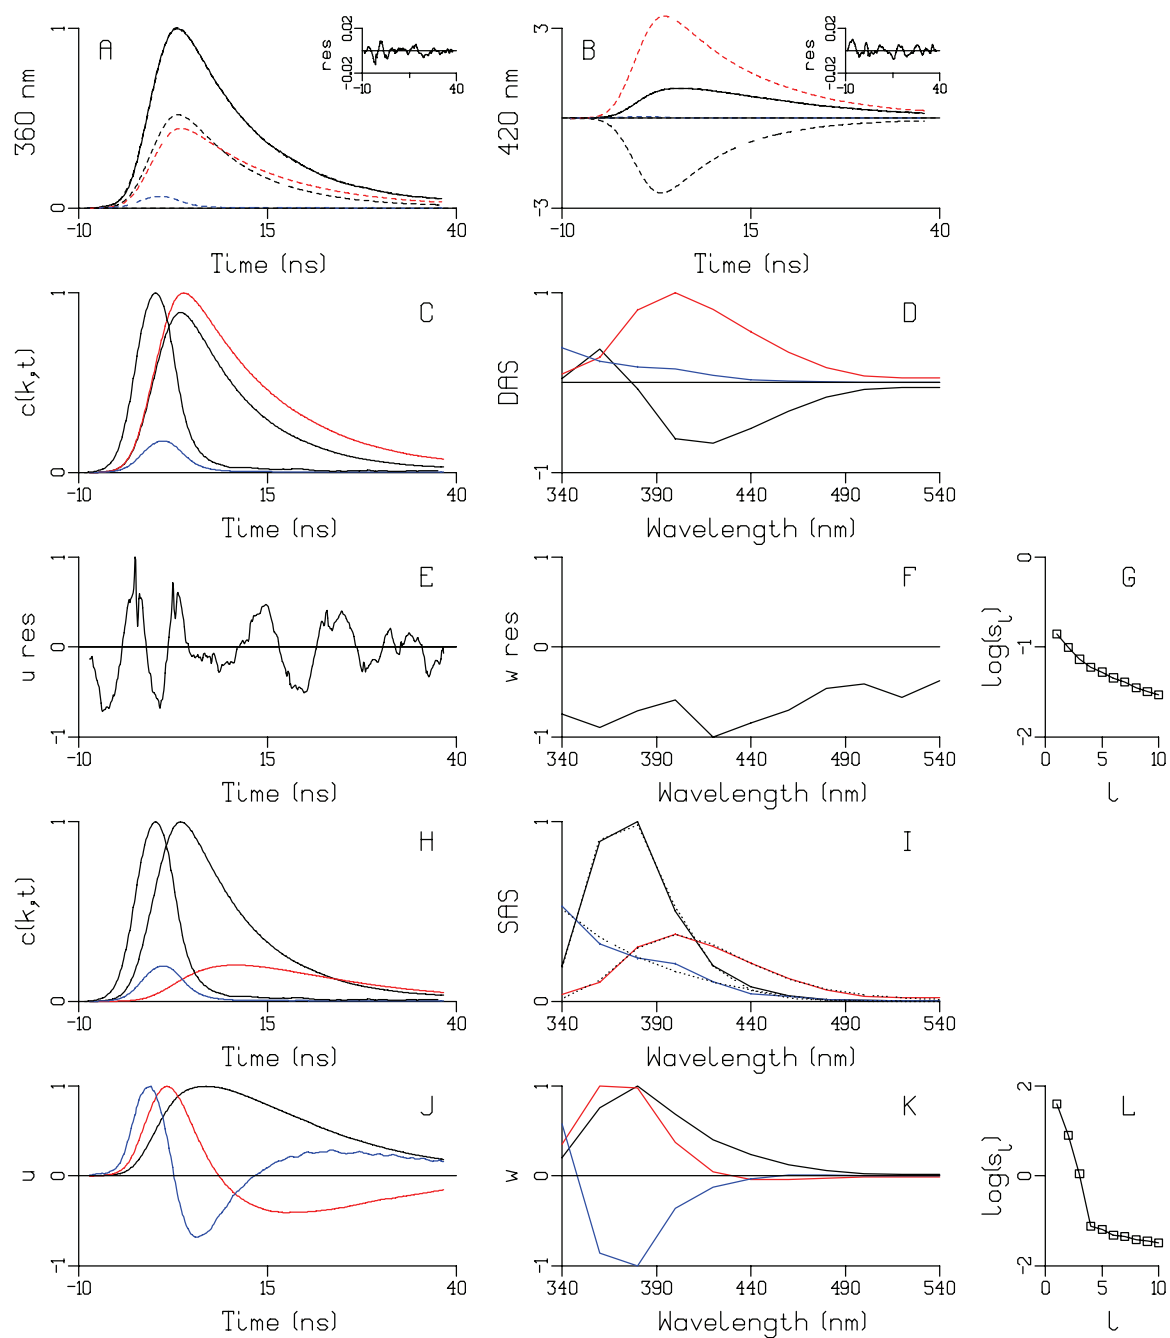 A
360 nm
1
0
-10 15 40
Time (ns)
res
0.02
-0.02
-10 40
B
420 nm
3
-3
-10 15 40
Time (ns)
res
0.02
-0.02
-10 40
C
c(k,t)
1
0
-10 15 40
Time (ns)
D
DAS
1
-1
340 390 440 490 540
Wavelength (nm)
E
u res
1
0
-1
-10 15 40
Time (ns)
F
w res
1
0
-1
340 390 440 490 540
Wavelength (nm)
G
log(sl)
0
-1
-2
0 5 10
l
H
c(k,t)
1
0
-10 15 40
Time (ns)
I
SAS
1
0
340 390 440 490 540
Wavelength (nm)
J
u
1
0
-1
-10 15 40
Time (ns)
K
w
1
0
-1
340 390 440 490 540
Wavelength (nm)
L
log(sl)
2
0
-2
0 5 10
l